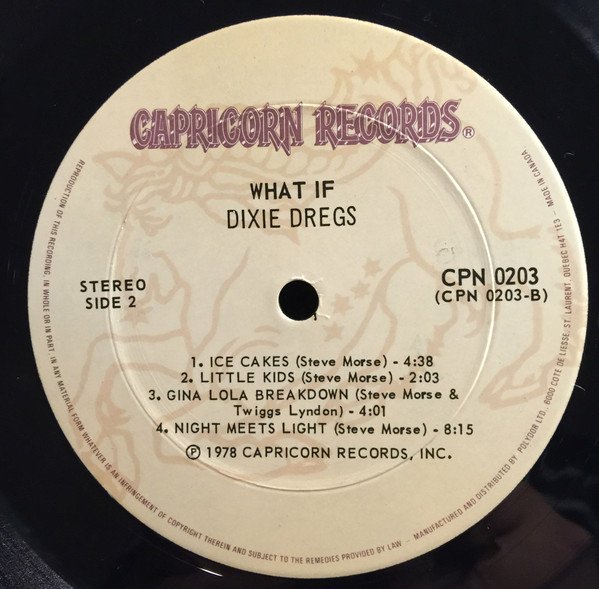 CAPRICORN RECORDS®
WHAT IF
DIXIE DREGS
STEREO
SIDE 2
CPN 0203
(CPN 0203-B)
1. ICE CAKES (Steve Morse) - 4:38
2. LITTLE KIDS (Steve Morse) - 2:03
3. GINA LOLA BREAKDOWN (Steve Morse &
Twiggs Lyndon) - 4:01
4. NIGHT MEETS LIGHT (Steve Morse) - 8:15
℗ 1978 CAPRICORN RECORDS, INC.
REPRODUCTION OF THIS RECORDING, IN WHOLE OR IN PART, IN ANY MATERIAL FORM WHATEVER IS AN INFRINGEMENT OF COPYRIGHT THEREIN AND SUBJECT TO THE REMEDIES PROVIDED BY LAW – MANUFACTURED AND DISTRIBUTED BY POLYDOR LTD., 6000 COTE DE LIESSE, ST. LAURENT, QUEBEC H4T 1E3 – MADE IN CANADA